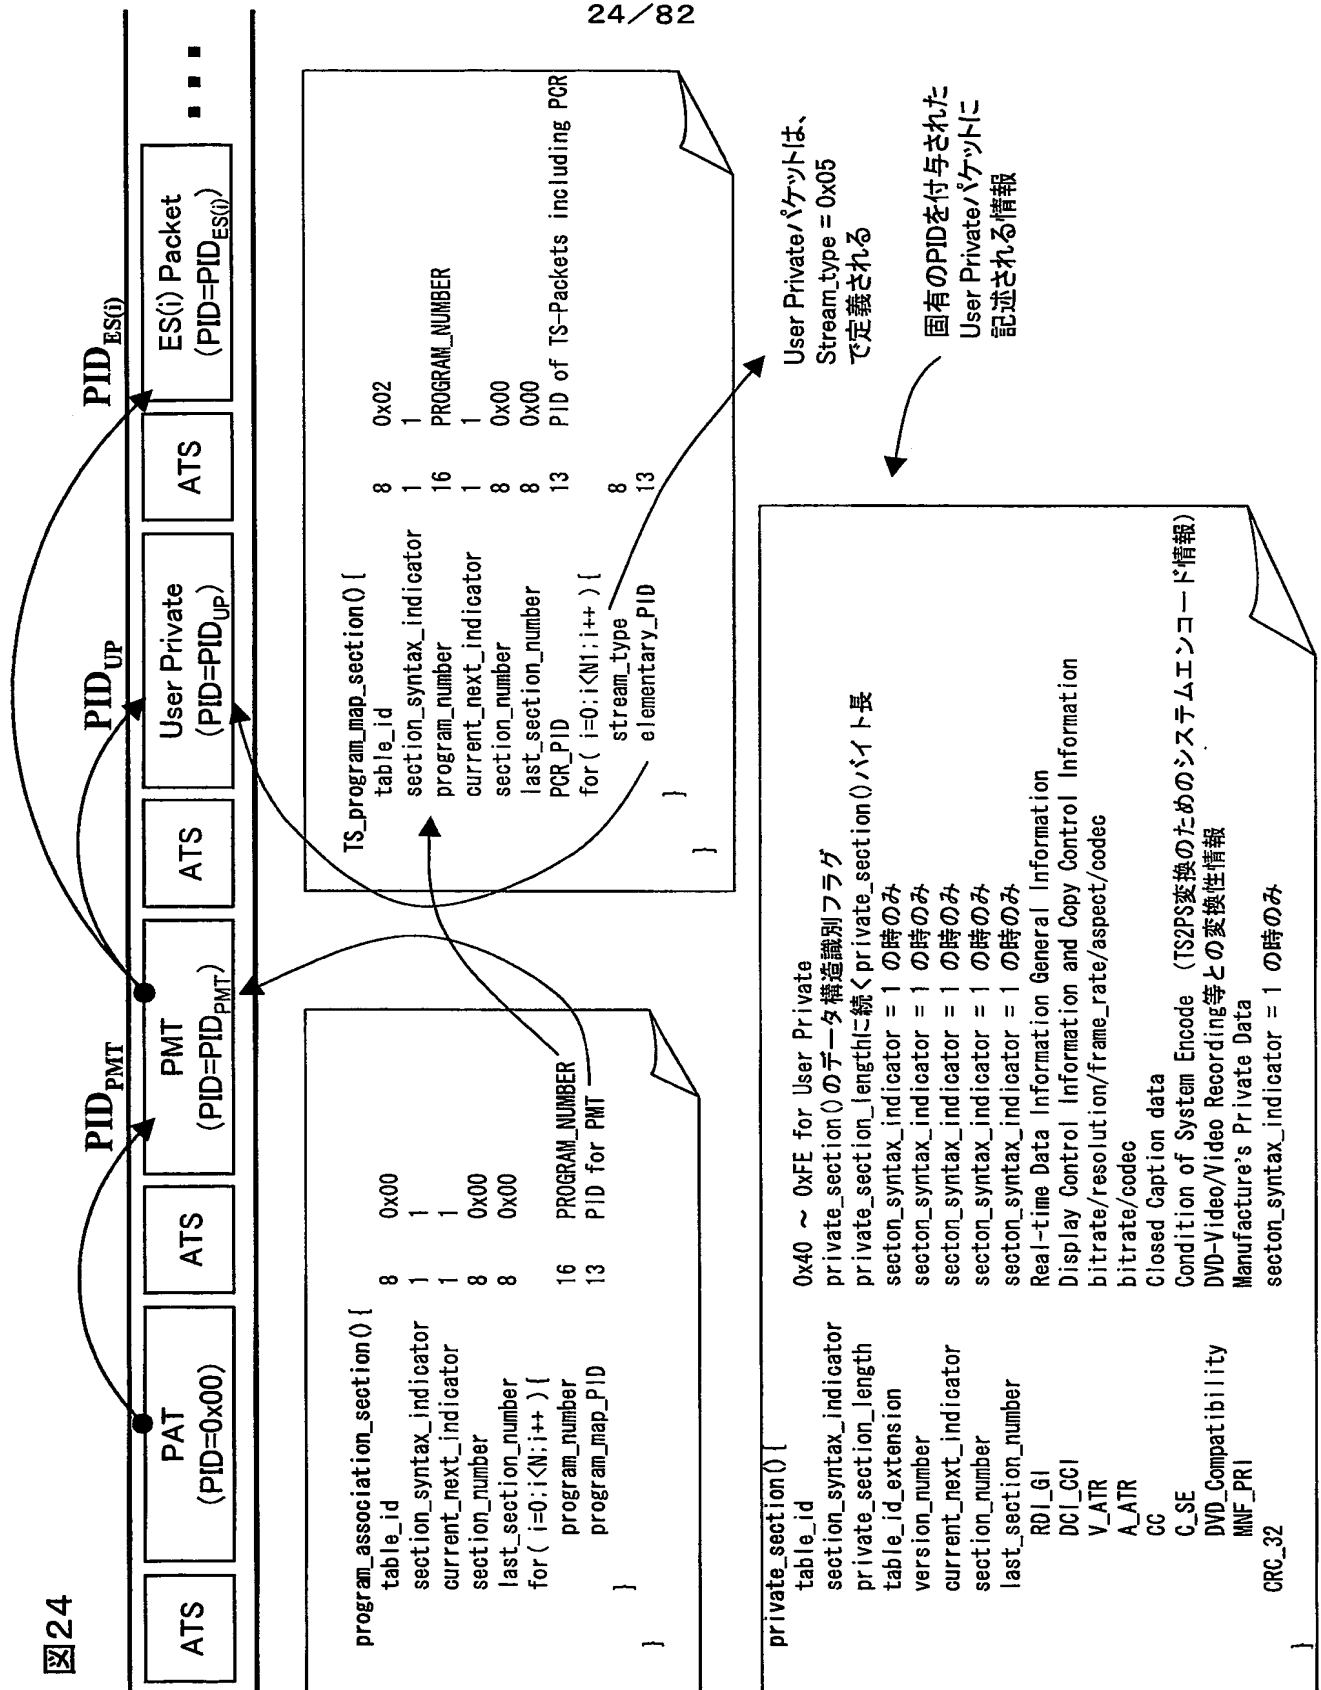 24/82
図24
PID_PMT
PID_UP
PID_ES(i)
ATS
PAT
(PID=0x00)
ATS
PMT
(PID=PID_PMT)
ATS
User Private
(PID=PID_UP)
ATS
ES(i) Packet
(PID=PID_ES(i))
program_association_section() {
table_id 8 0x00
section_syntax_indicator 1 1
current_next_indicator 1 1
section_number 8 0x00
last_section_number 8 0x00
for( i=0;i<N;i++ ) {
program_number 16 PROGRAM_NUMBER
program_map_PID 13 PID for PMT
}
}
TS_program_map_section() {
table_id 8 0x02
section_syntax_indicator 1 1
program_number 16 PROGRAM_NUMBER
current_next_indicator 1 1
section_number 8 0x00
last_section_number 8 0x00
PCR_PID 13 PID of TS-Packets including PCR
for( i=0;i<N1;i++ ) {
stream_type 8
elementary_PID 13
}
}
User Privateパケットは、
Stream_type = 0x05
で定義される
固有のPIDを付与された
User Privateパケットに
記述される情報
private_section() {
table_id 0x40 ~ 0xFE for User Private
section_syntax_indicator private_section()のデータ構造識別フラグ
private_section_length private_section_lengthに続くprivate_section()バイト長
table_id_extension secton_syntax_indicator = 1 の時のみ
version_number secton_syntax_indicator = 1 の時のみ
current_next_indicator secton_syntax_indicator = 1 の時のみ
section_number secton_syntax_indicator = 1 の時のみ
last_section_number secton_syntax_indicator = 1 の時のみ
RDI_GI Real-time Data Information General Information
DCI_CCI Display Control Information and Copy Control Information
V_ATR bitrate/resolution/frame_rate/aspect/codec
A_ATR bitrate/codec
CC Closed Caption data
C_SE Condition of System Encode (TS2PS変換のためのシステムエンコード情報)
DVD_Compatibility DVD-Video/Video Recording等との変換性情報
MNF_PRI Manufacture's Private Data
CRC_32 secton_syntax_indicator = 1 の時のみ
}